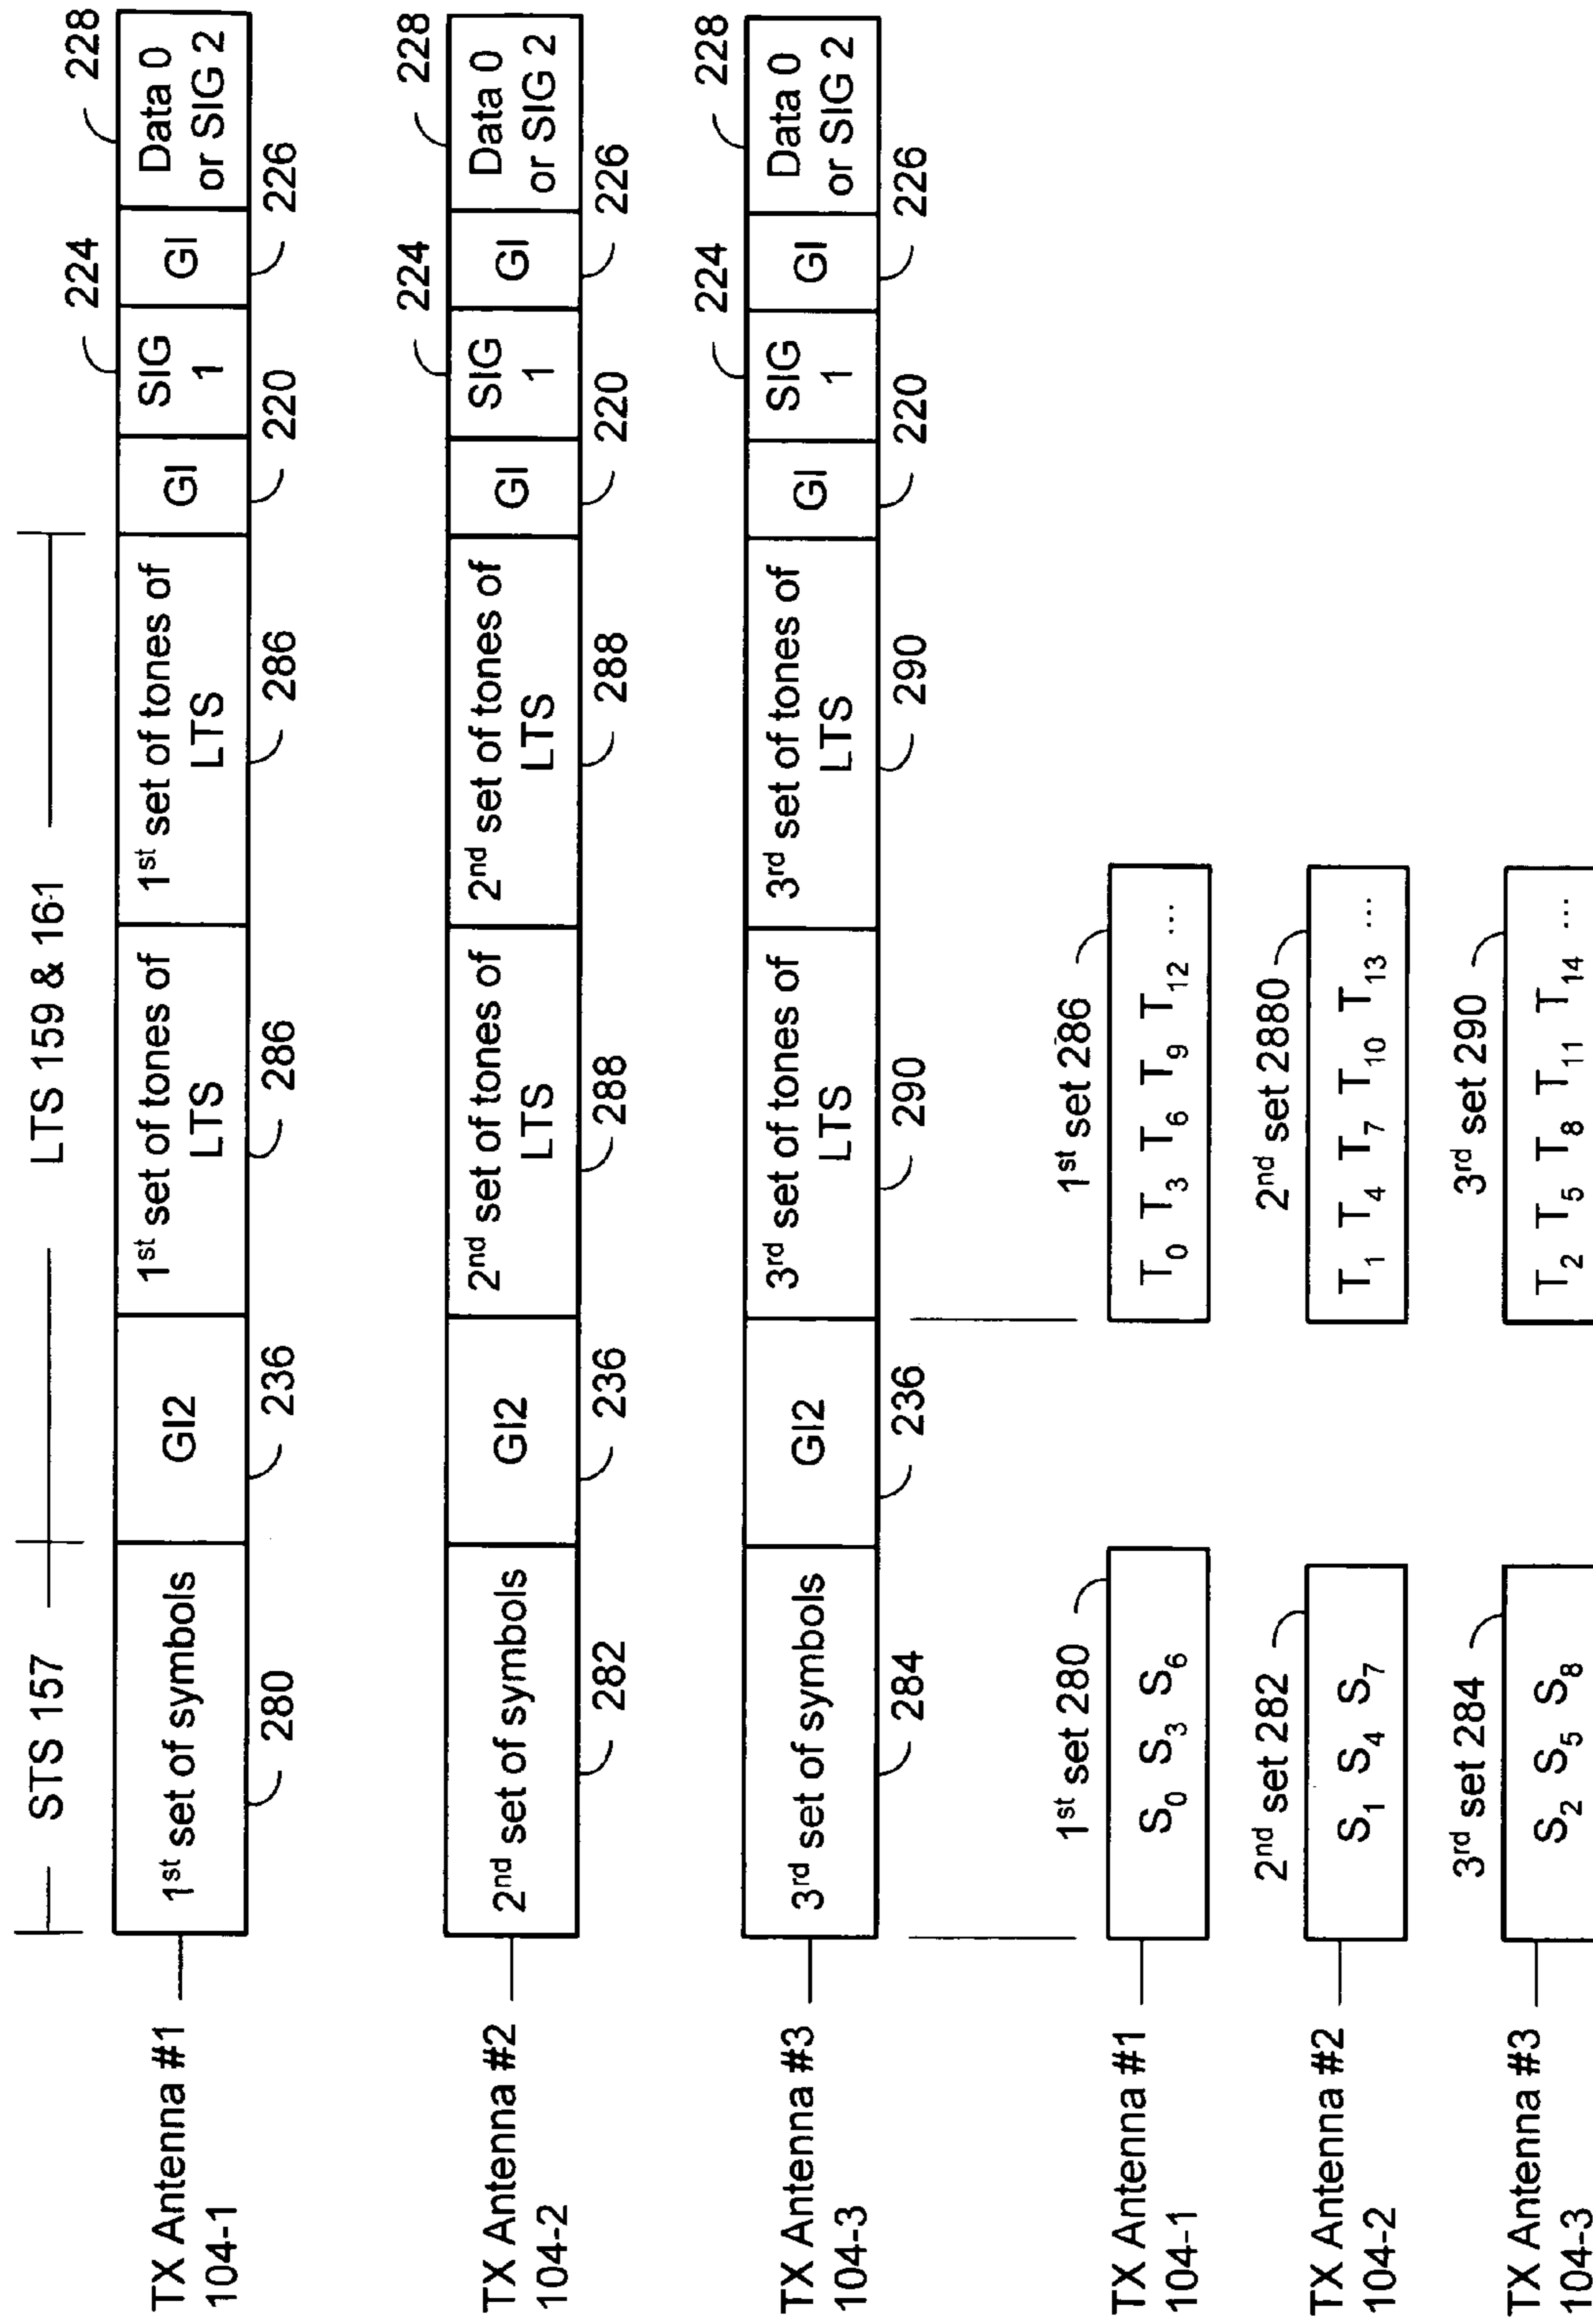 STS 157
LTS 159 & 161
TX Antenna #1
104-1
1st set of symbols
280
GI2
236
1st set of tones of
LTS
286
1st set of tones of
LTS
286
GI
220
SIG
1
224
GI
226
Data 0
or SIG 2
228
TX Antenna #2
104-2
2nd set of symbols
282
GI2
236
2nd set of tones of
LTS
288
2nd set of tones of
LTS
288
GI
220
SIG
1
224
GI
226
Data 0
or SIG 2
228
TX Antenna #3
104-3
3rd set of symbols
284
GI2
236
3rd set of tones of
LTS
290
3rd set of tones of
LTS
290
GI
220
SIG
1
224
GI
226
Data 0
or SIG 2
228
TX Antenna #1
104-1
1st set 280
S0 S3 S6
1st set 286
T0 T3 T6 T9 T12 ...
TX Antenna #2
104-2
2nd set 282
S1 S4 S7
2nd set 2880
T1 T4 T7 T10 T13 ...
TX Antenna #3
104-3
3rd set 284
S2 S5 S8
3rd set 290
T2 T5 T8 T11 T14 ...